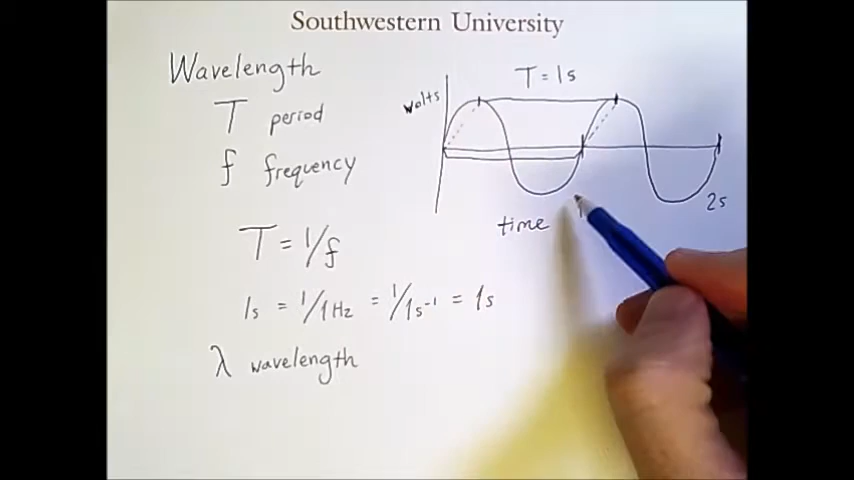 Southwestern University
Wavelength
T period
f frequency
T = 1/f
1s = 1/1Hz = 1/1s⁻¹ = 1s
λ wavelength
T = 1s
volts
time
2s